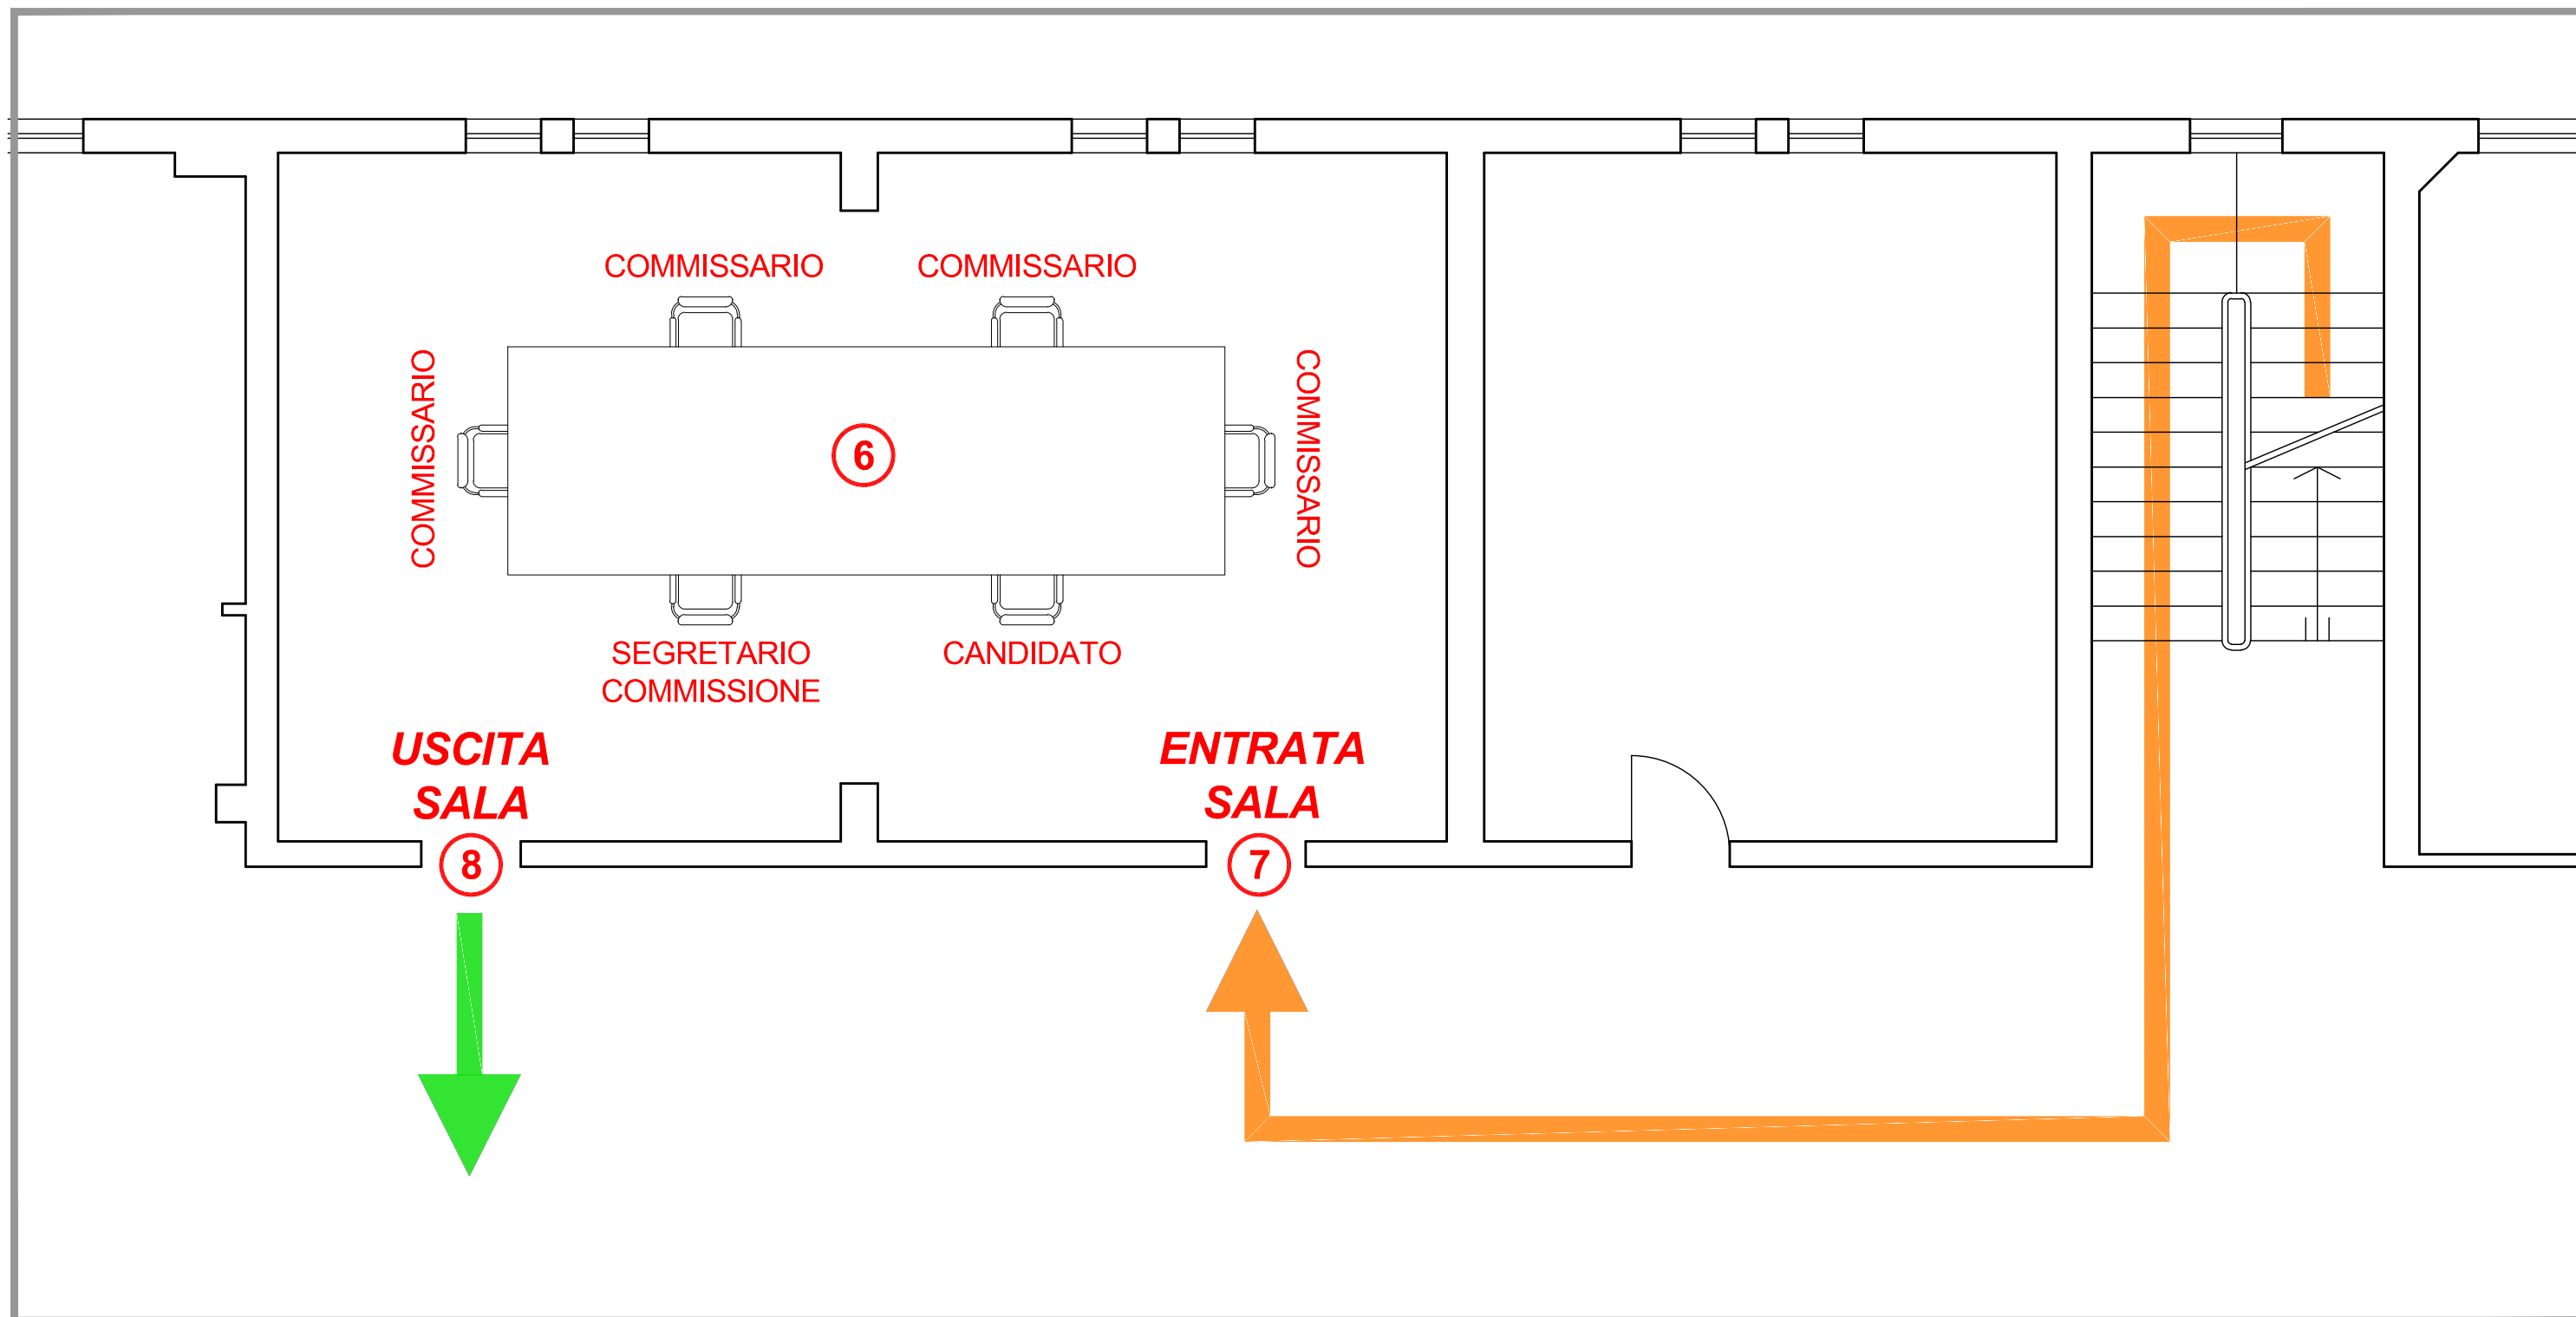 COMMISSARIO
COMMISSARIO
COMMISSARIO
COMMISSARIO
6
SEGRETARIO
COMMISSIONE
CANDIDATO
USCITA
SALA
8
ENTRATA
SALA
7